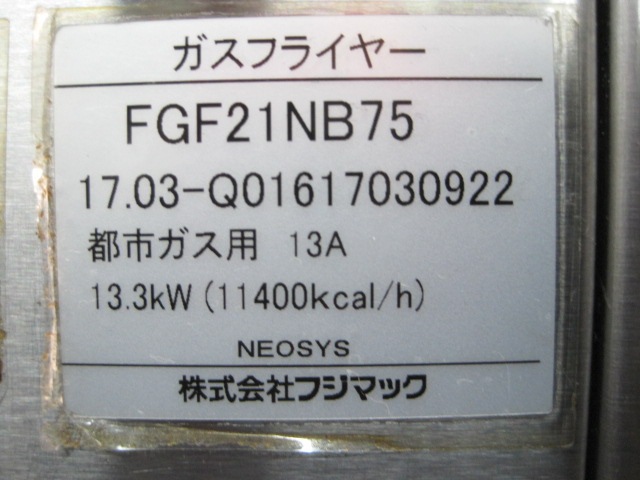 ガスフライヤー
FGF21NB75
17.03-Q01617030922
都市ガス用 13A
13.3kW(11400kcal/h)
NEOSYS
株式会社フジマック